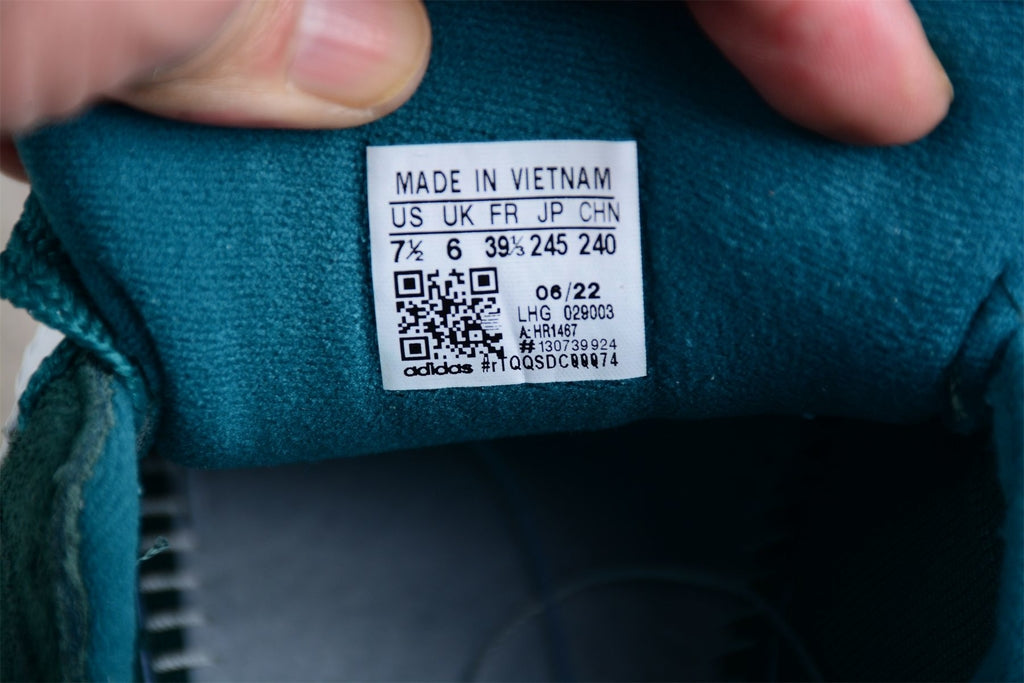 MADE IN VIETNAM
US UK FR JP CHN
7½ 6 39⅓ 245 240
06/22
LHG 029003
A: HR1467
#130739924
adidas #rTQQSDCQQQ74